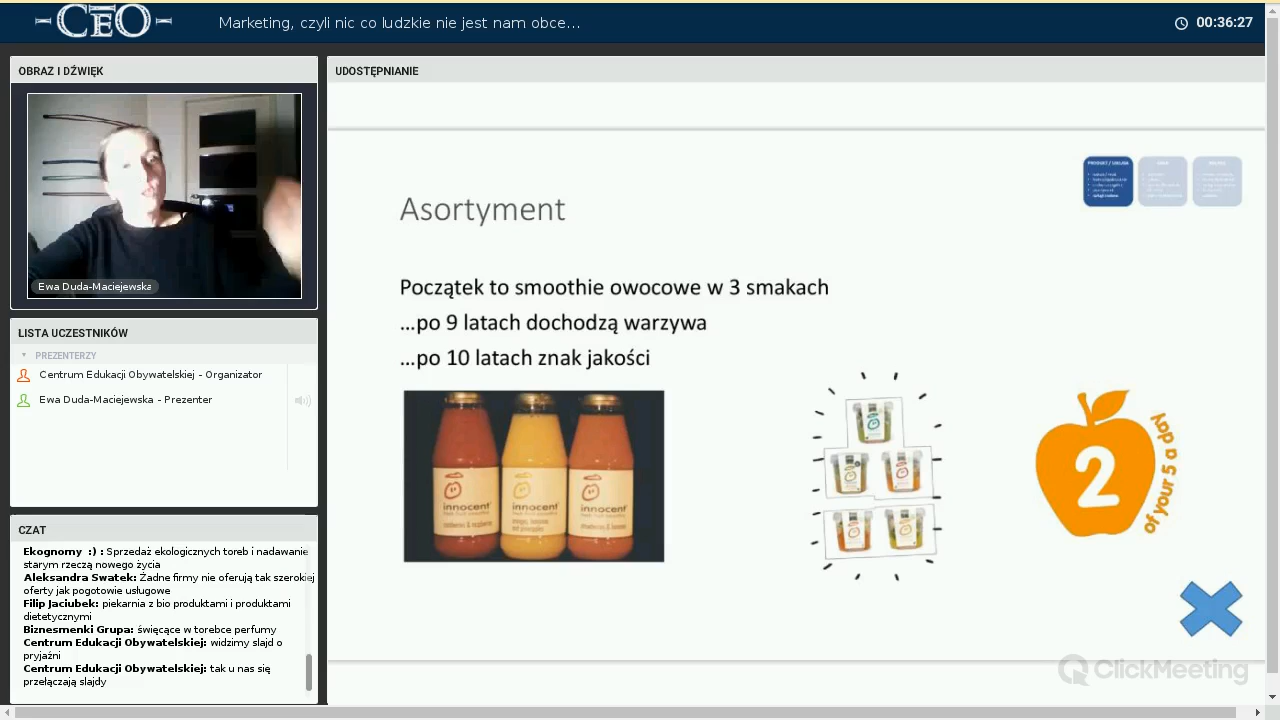 CEO
Marketing, czyli nic co ludzkie nie jest nam obce...
00:36:27
OBRAZ I DŹWIĘK
Ewa Duda-Maciejewska
LISTA UCZESTNIKÓW
PREZENTERZY
Centrum Edukacji Obywatelskiej - Organizator
Ewa Duda-Maciejewska - Prezenter
CZAT
Ekognomy :) : Sprzedaż ekologicznych toreb i nadawanie
starym rzeczą nowego życia
Aleksandra Swatek: Żadne firmy nie oferują tak szerokiej
oferty jak pogotowie usługowe
Filip Jaciubek: piekarnia z bio produktami i produktami
dietetycznymi
Biznesmenki Grupa: święcące w torebce perfumy
Centrum Edukacji Obywatelskiej: widzimy slajd o
pryjaźni
Centrum Edukacji Obywatelskiej: tak u nas się
przełączają slajdy
UDOSTĘPNIANIE
PRODUKT / USŁUGA
Asortyment
Początek to smoothie owocowe w 3 smakach
...po 9 latach dochodzą warzywa
...po 10 latach znak jakości
innocent
innocent
innocent
2
of your 5 a day
ClickMeeting